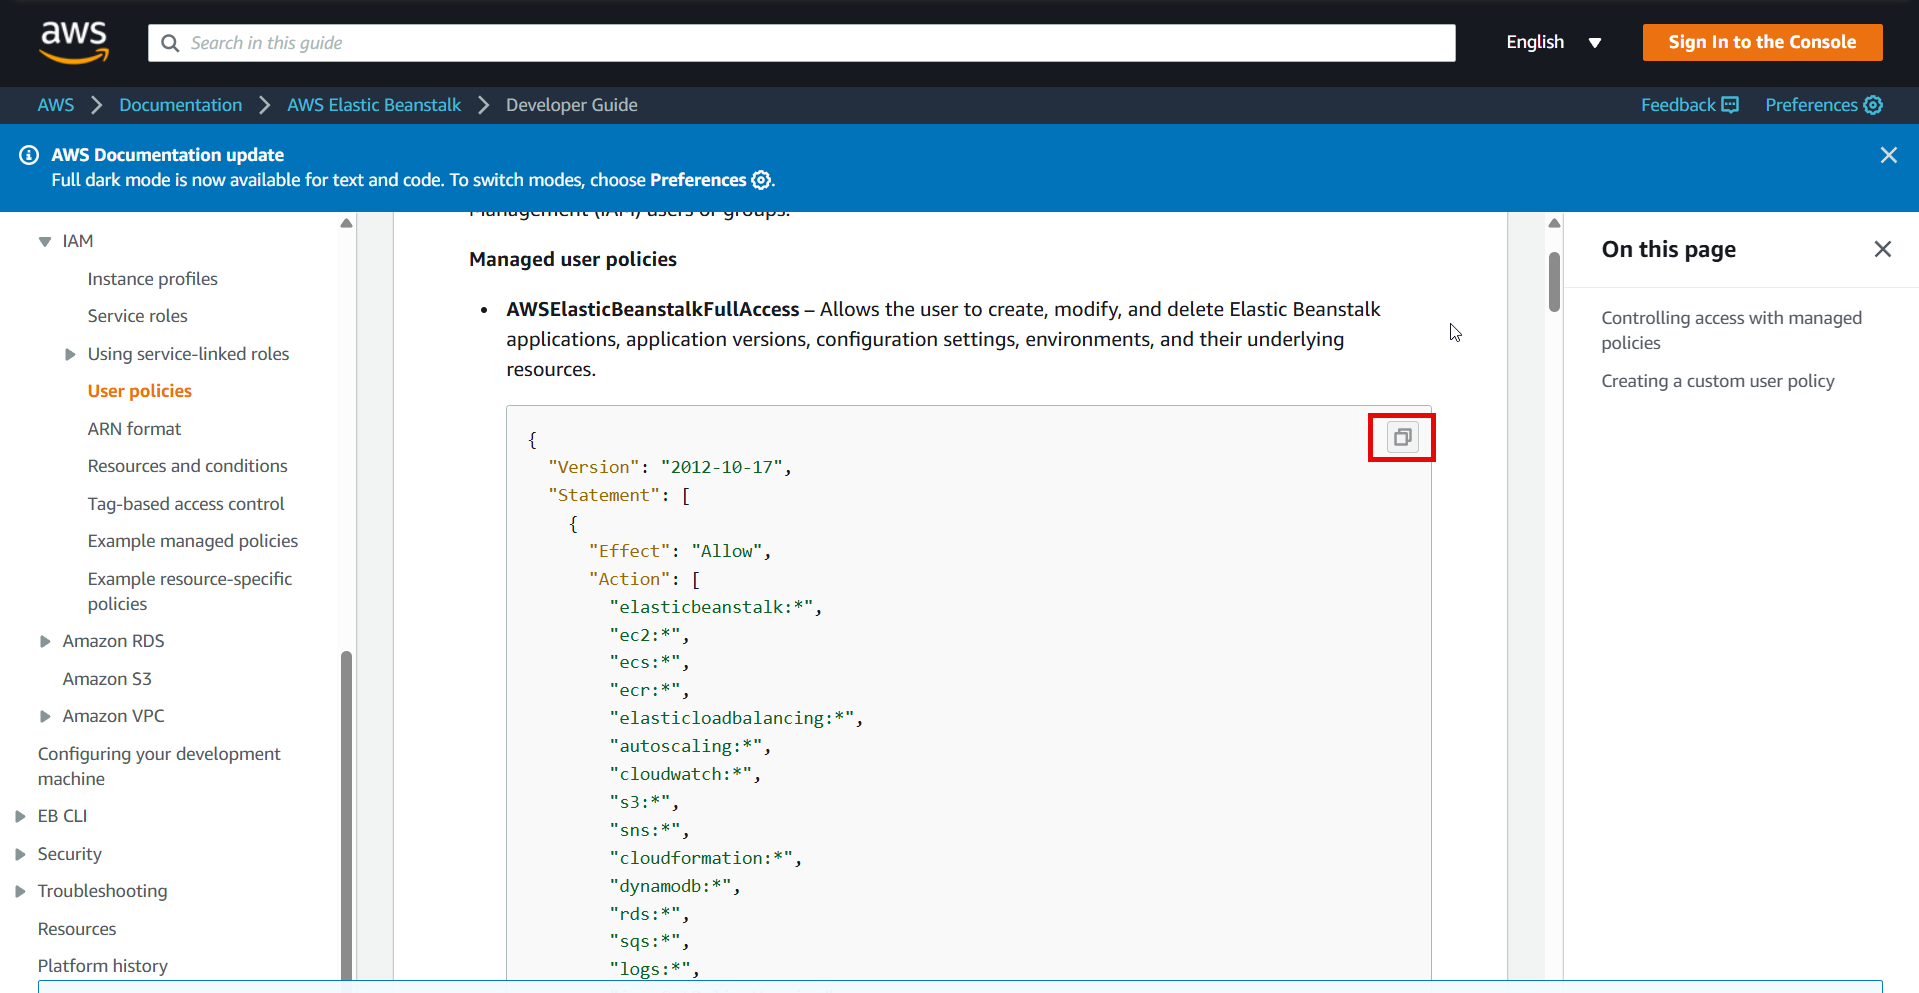 aws
Search in this guide
English
Sign In to the Console
AWS
Documentation
AWS Elastic Beanstalk
Developer Guide
Feedback
Preferences
AWS Documentation update
Full dark mode is now available for text and code. To switch modes, choose Preferences .
IAM
Instance profiles
Service roles
Using service-linked roles
User policies
ARN format
Resources and conditions
Tag-based access control
Example managed policies
Example resource-specific
policies
Amazon RDS
Amazon S3
Amazon VPC
Configuring your development
machine
EB CLI
Security
Troubleshooting
Resources
Platform history
Management (IAM) users or groups.
Managed user policies
• AWSElasticBeanstalkFullAccess – Allows the user to create, modify, and delete Elastic Beanstalk
applications, application versions, configuration settings, environments, and their underlying
resources.
{
"Version": "2012-10-17",
"Statement": [
{
"Effect": "Allow",
"Action": [
"elasticbeanstalk:*",
"ec2:*",
"ecs:*",
"ecr:*",
"elasticloadbalancing:*",
"autoscaling:*",
"cloudwatch:*",
"s3:*",
"sns:*",
"cloudformation:*",
"dynamodb:*",
"rds:*",
"sqs:*",
"logs:*",
On this page
Controlling access with managed
policies
Creating a custom user policy